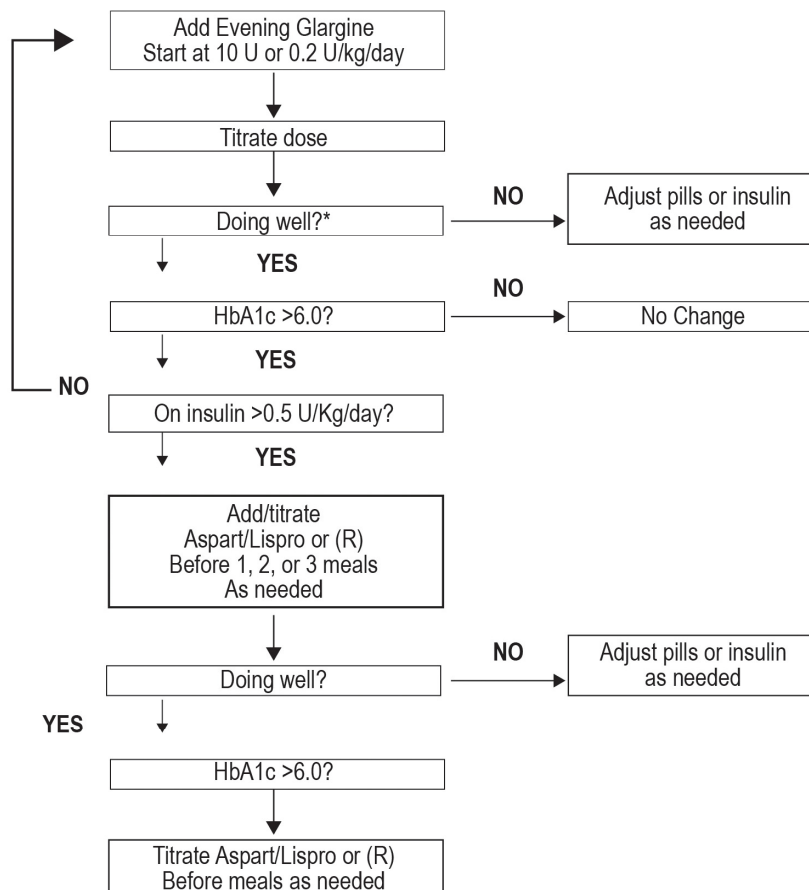 Add Evening Glargine
Start at 10 U or 0.2 U/kg/day
Titrate dose
Doing well?*
NO
Adjust pills or insulin
as needed
YES
HbA1c >6.0?
NO
No Change
YES
NO
On insulin >0.5 U/Kg/day?
YES
Add/titrate
Aspart/Lispro or (R)
Before 1, 2, or 3 meals
As needed
Doing well?
NO
Adjust pills or insulin
as needed
YES
HbA1c >6.0?
Titrate Aspart/Lispro or (R)
Before meals as needed